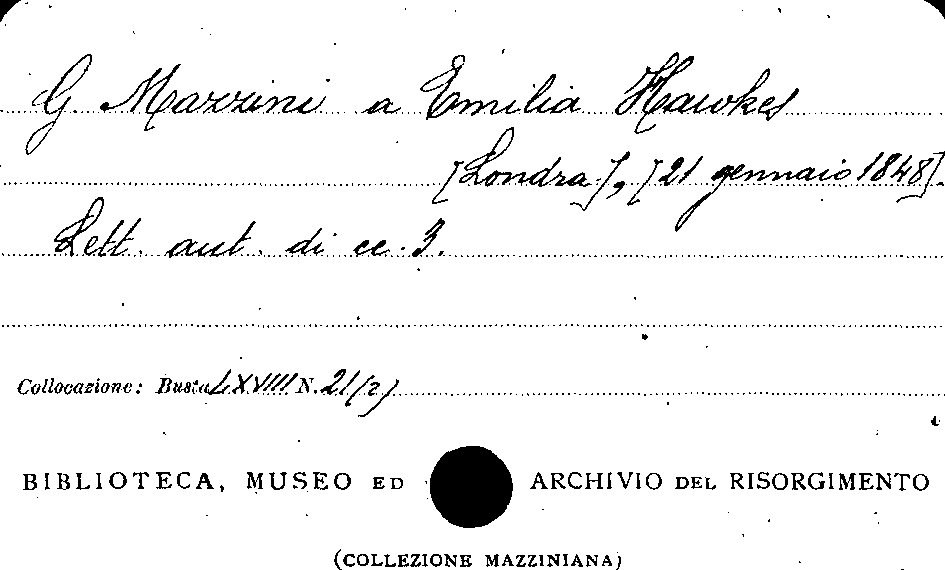 G. Mazzini a Emilia Hawkes
[Londra], [21 gennaio 1848].
Lett. aut. di cc. 3.
Collocazione: Busta LXVIII N. 21(2)
BIBLIOTECA, MUSEO ED ARCHIVIO DEL RISORGIMENTO
(COLLEZIONE MAZZINIANA)